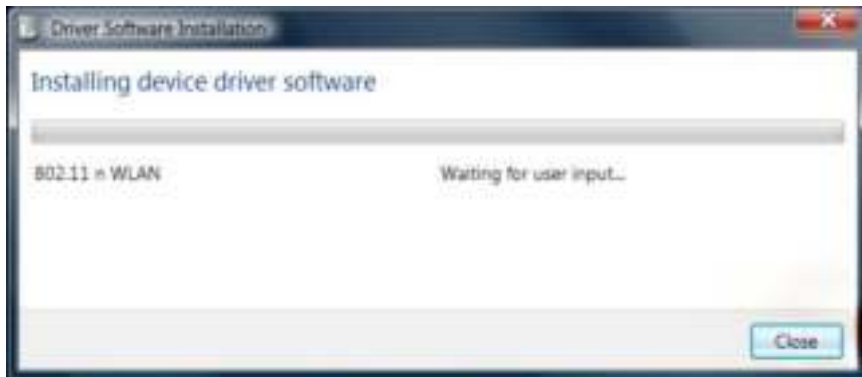 Driver Software Installation
Installing device driver software
802.11 n WLAN Waiting for user input...
Close